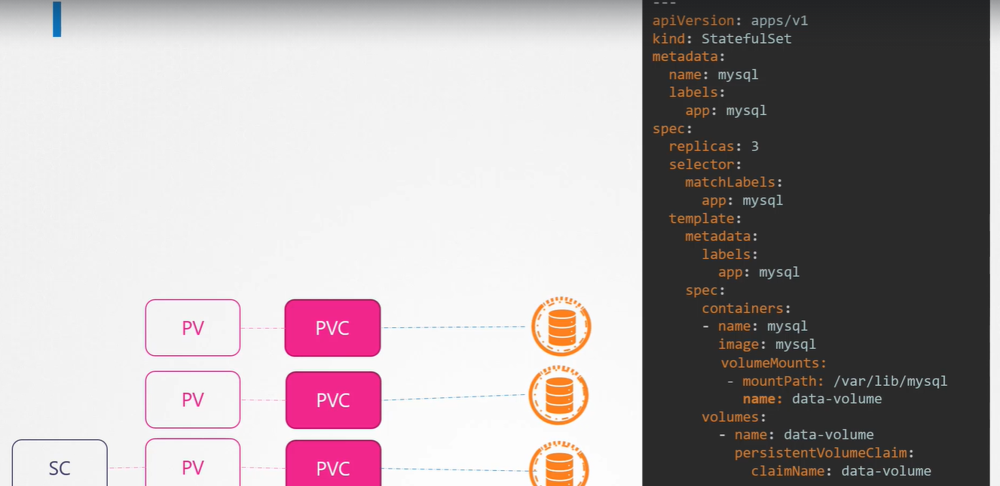 ---
apiVersion: apps/v1
kind: StatefulSet
metadata:
  name: mysql
  labels:
    app: mysql
spec:
  replicas: 3
  selector:
    matchLabels:
      app: mysql
  template:
    metadata:
      labels:
        app: mysql
    spec:
      containers:
      - name: mysql
        image: mysql
        volumeMounts:
         - mountPath: /var/lib/mysql
           name: data-volume
      volumes:
        - name: data-volume
          persistentVolumeClaim:
            claimName: data-volume
PV PVC
PV PVC
SC PV PVC